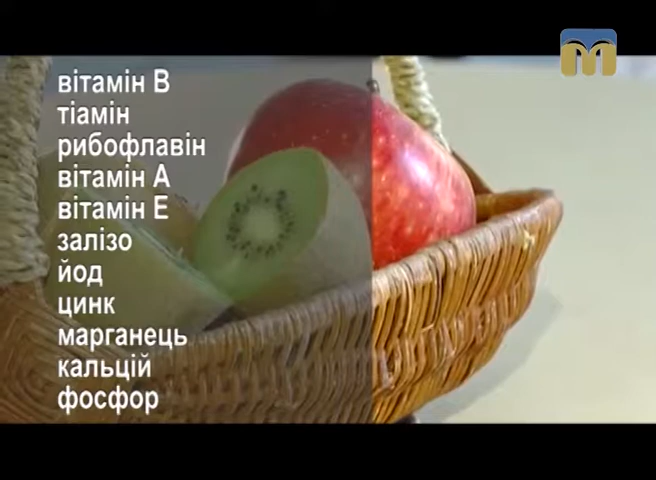 вітамін В
тіамін
рибофлавін
вітамін А
вітамін Е
залізо
йод
цинк
марганець
кальцій
фосфор